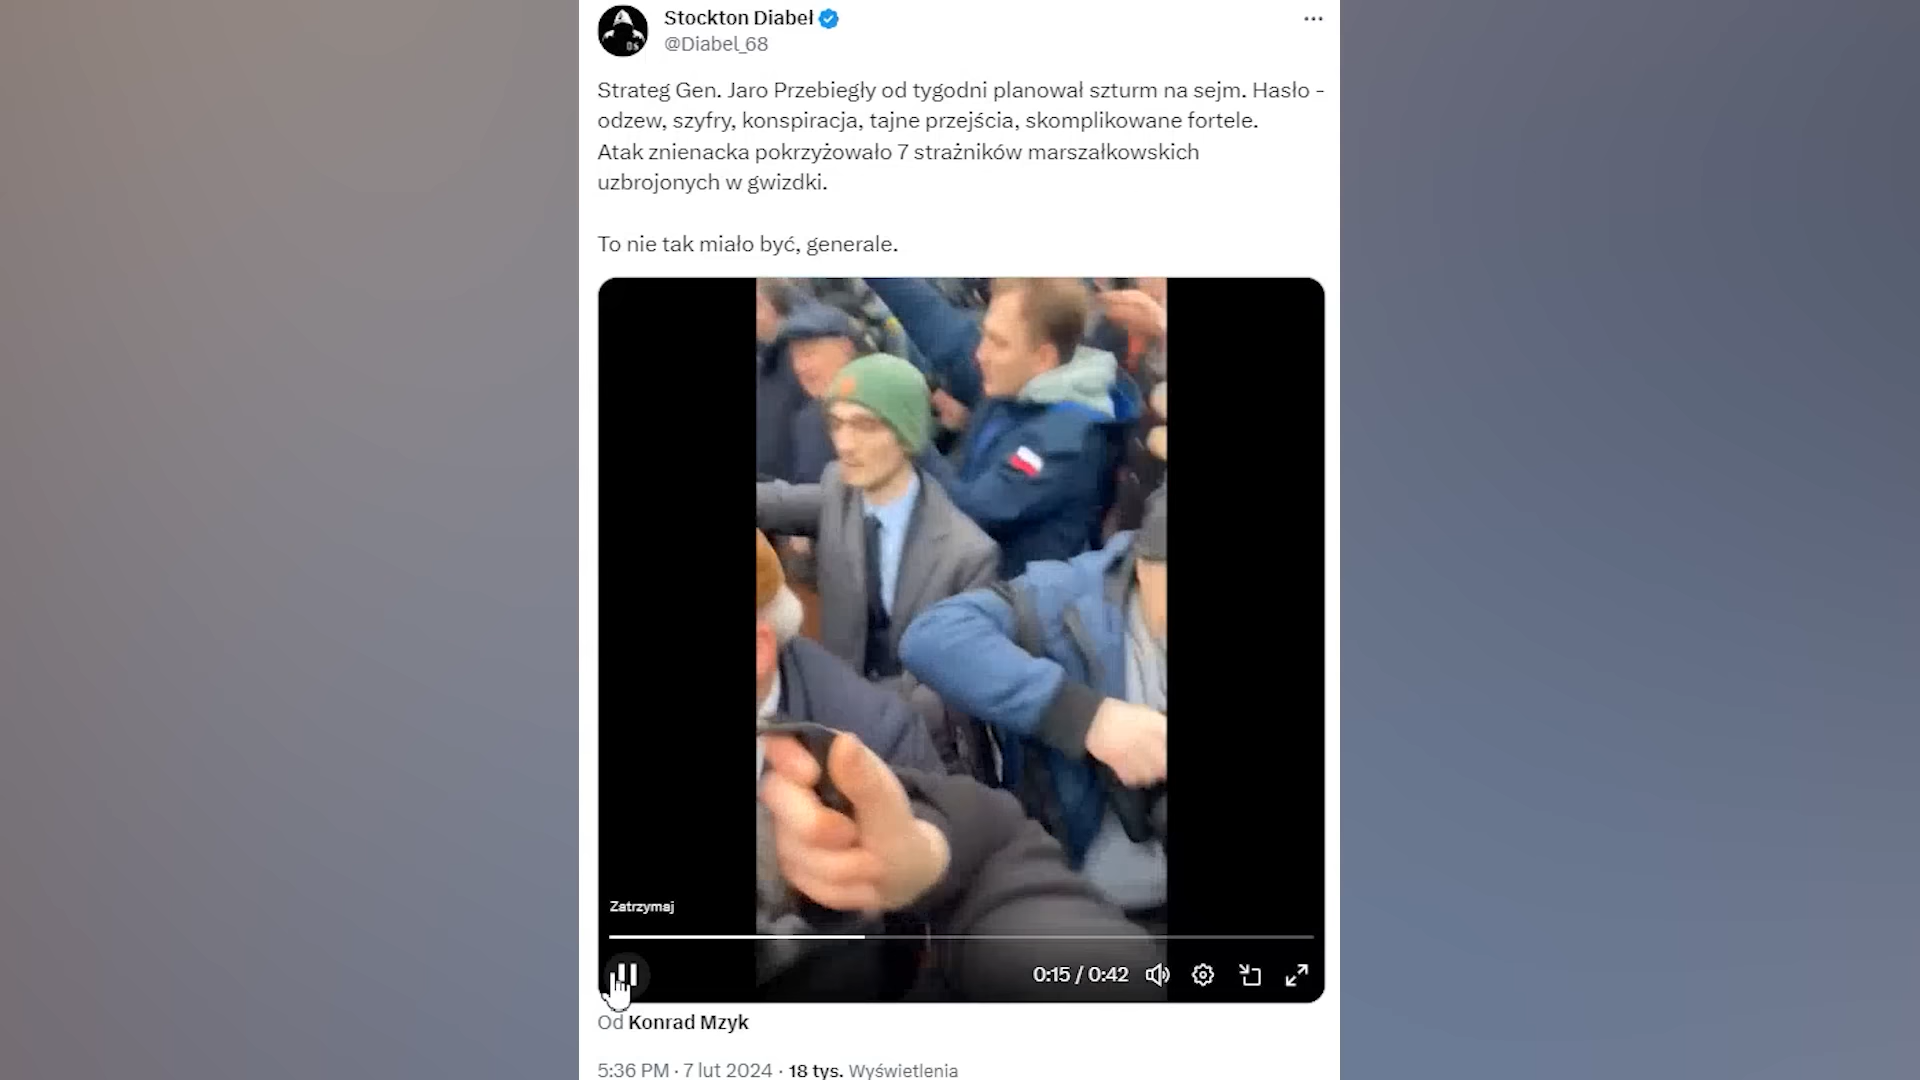 Stockton Diabeł
@Diabel_68
Strateg Gen. Jaro Przebiegły od tygodni planował szturm na sejm. Hasło -
odzew, szyfry, konspiracja, tajne przejścia, skomplikowane fortele.
Atak znienacka pokrzyżowało 7 strażników marszałkowskich
uzbrojonych w gwizdki.
To nie tak miało być, generale.
Zatrzymaj
0:15 / 0:42
Od Konrad Mzyk
5:36 PM · 7 lut 2024 · 18 tys. Wyświetlenia